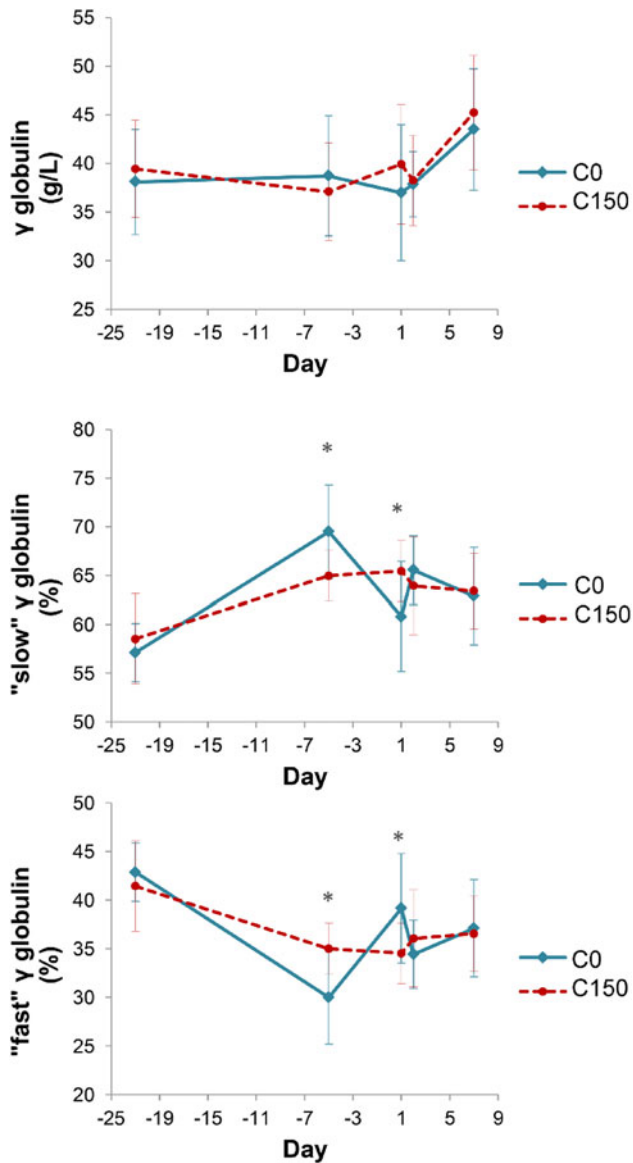 55
50
45
40
35
30
25
γ globulin
(g/L)
C0
C150
-25 -19 -15 -11 -7 -3 1 5 9
Day
80
75
70
65
60
55
50
"slow" γ globulin
(%)
*
*
C0
C150
-25 -19 -15 -11 -7 -3 1 5 9
Day
50
45
40
35
30
25
20
"fast" γ globulin
(%)
*
*
C0
C150
-25 -19 -15 -11 -7 -3 1 5 9
Day